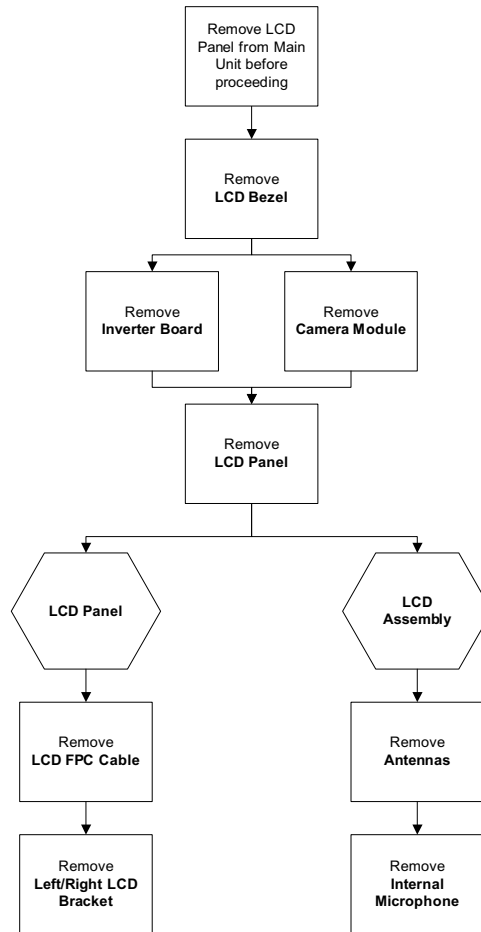 Remove LCD
Panel from Main
Unit before
proceeding
Remove
LCD Bezel
Remove
Inverter Board
Remove
Camera Module
Remove
LCD Panel
LCD Panel
LCD
Assembly
Remove
LCD FPC Cable
Remove
Antennas
Remove
Left/Right LCD
Bracket
Remove
Internal
Microphone